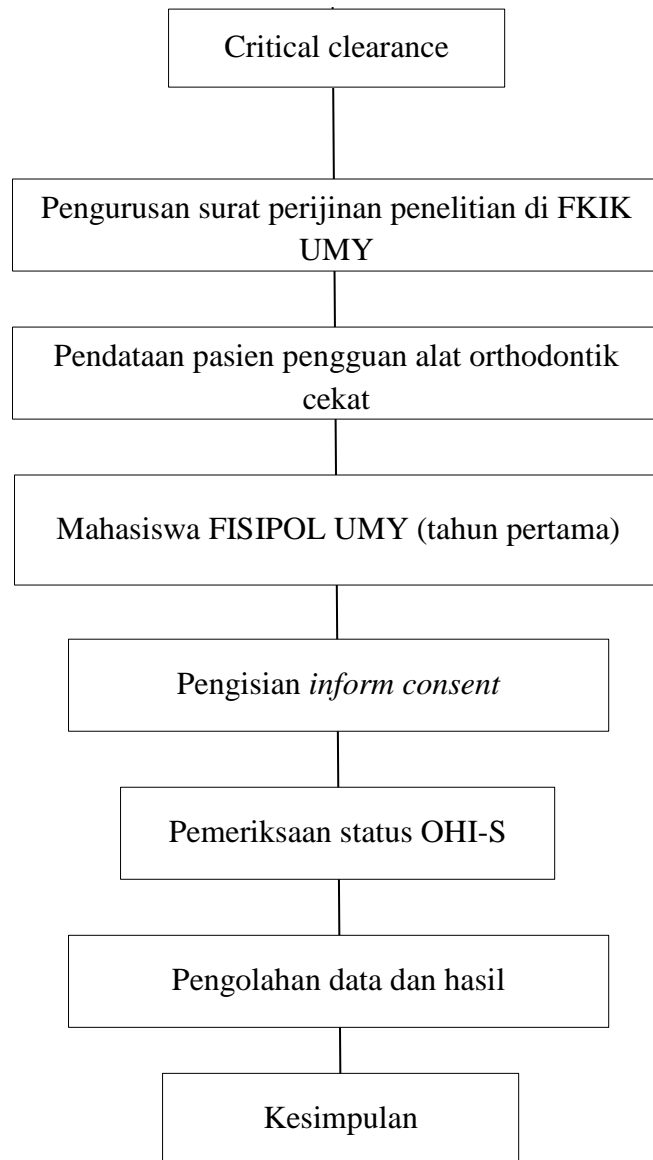 Critical clearance
Pengurusan surat perijinan penelitian di FKIK
UMY
Pendataan pasien pengguan alat orthodontik
cekat
Mahasiswa FISIPOL UMY (tahun pertama)
Pengisian inform consent
Pemeriksaan status OHI-S
Pengolahan data dan hasil
Kesimpulan